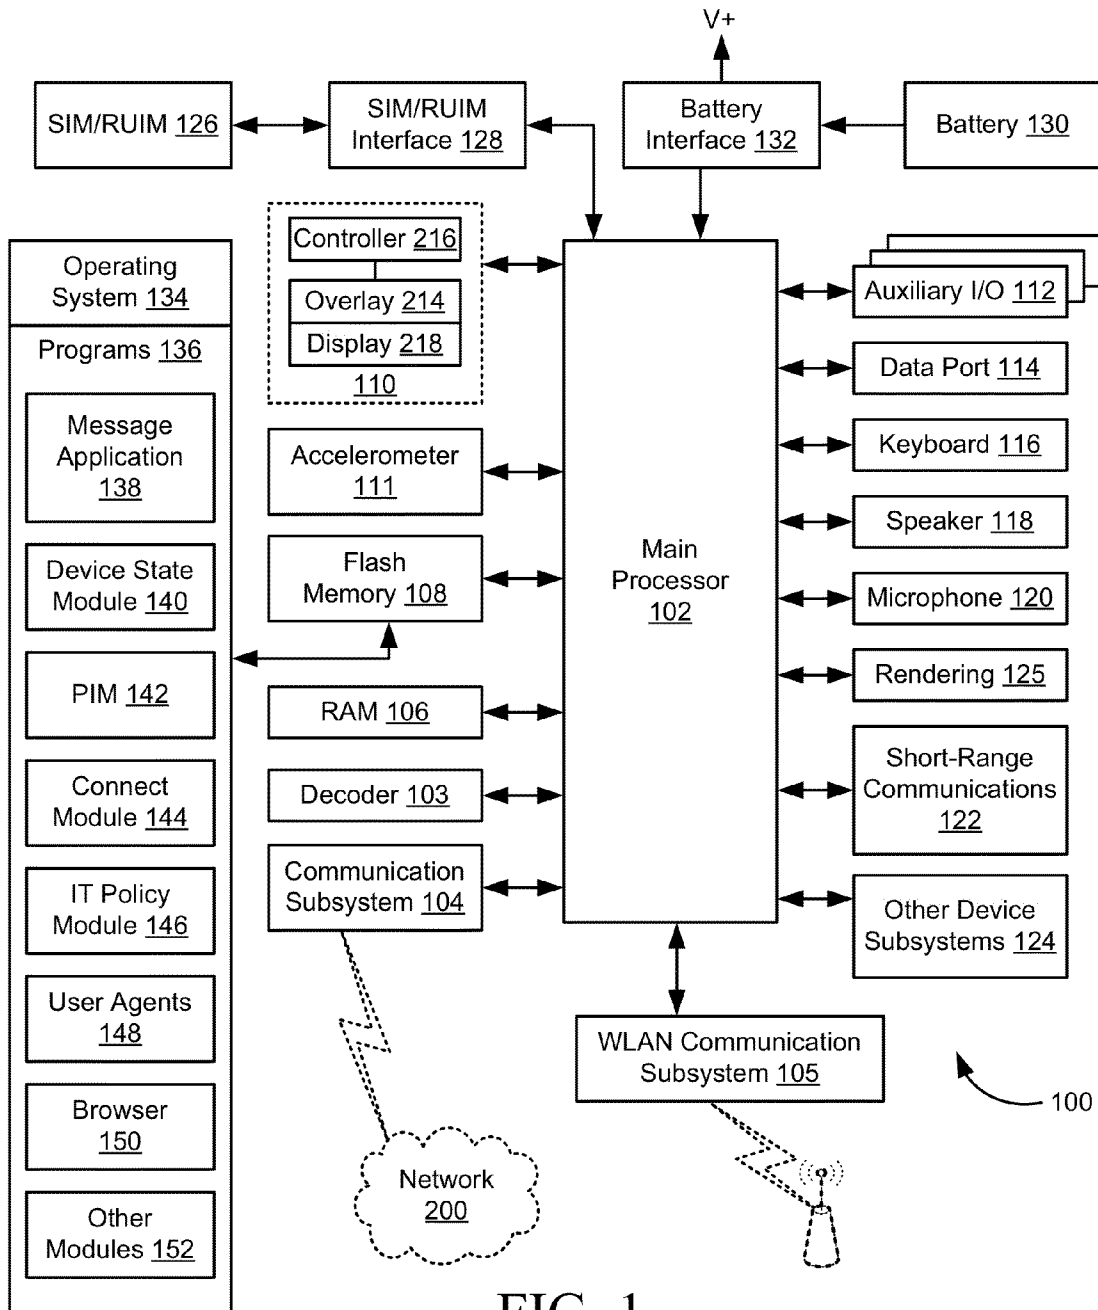 V+
SIM/RUIM 126
SIM/RUIM
Interface 128
Battery
Interface 132
Battery 130
Operating
System 134
Programs 136
Message
Application
138
Device State
Module 140
PIM 142
Connect
Module 144
IT Policy
Module 146
User Agents
148
Browser
150
Other
Modules 152
Controller 216
Overlay 214
Display 218
110
Accelerometer
111
Flash
Memory 108
RAM 106
Decoder 103
Communication
Subsystem 104
Network
200
Main
Processor
102
Auxiliary I/O 112
Data Port 114
Keyboard 116
Speaker 118
Microphone 120
Rendering 125
Short-Range
Communications
122
Other Device
Subsystems 124
WLAN Communication
Subsystem 105
100
FIG. 1